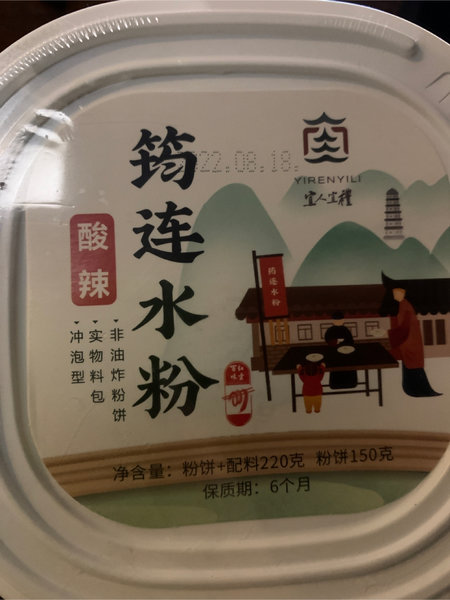 筠连水粉
22.08.18.
YIRENYILI
宜人宜禮
酸辣
非油炸粉饼
实物料包
冲泡型
筠连水粉
净含量：粉饼+配料220克 粉饼150克
保质期：6个月